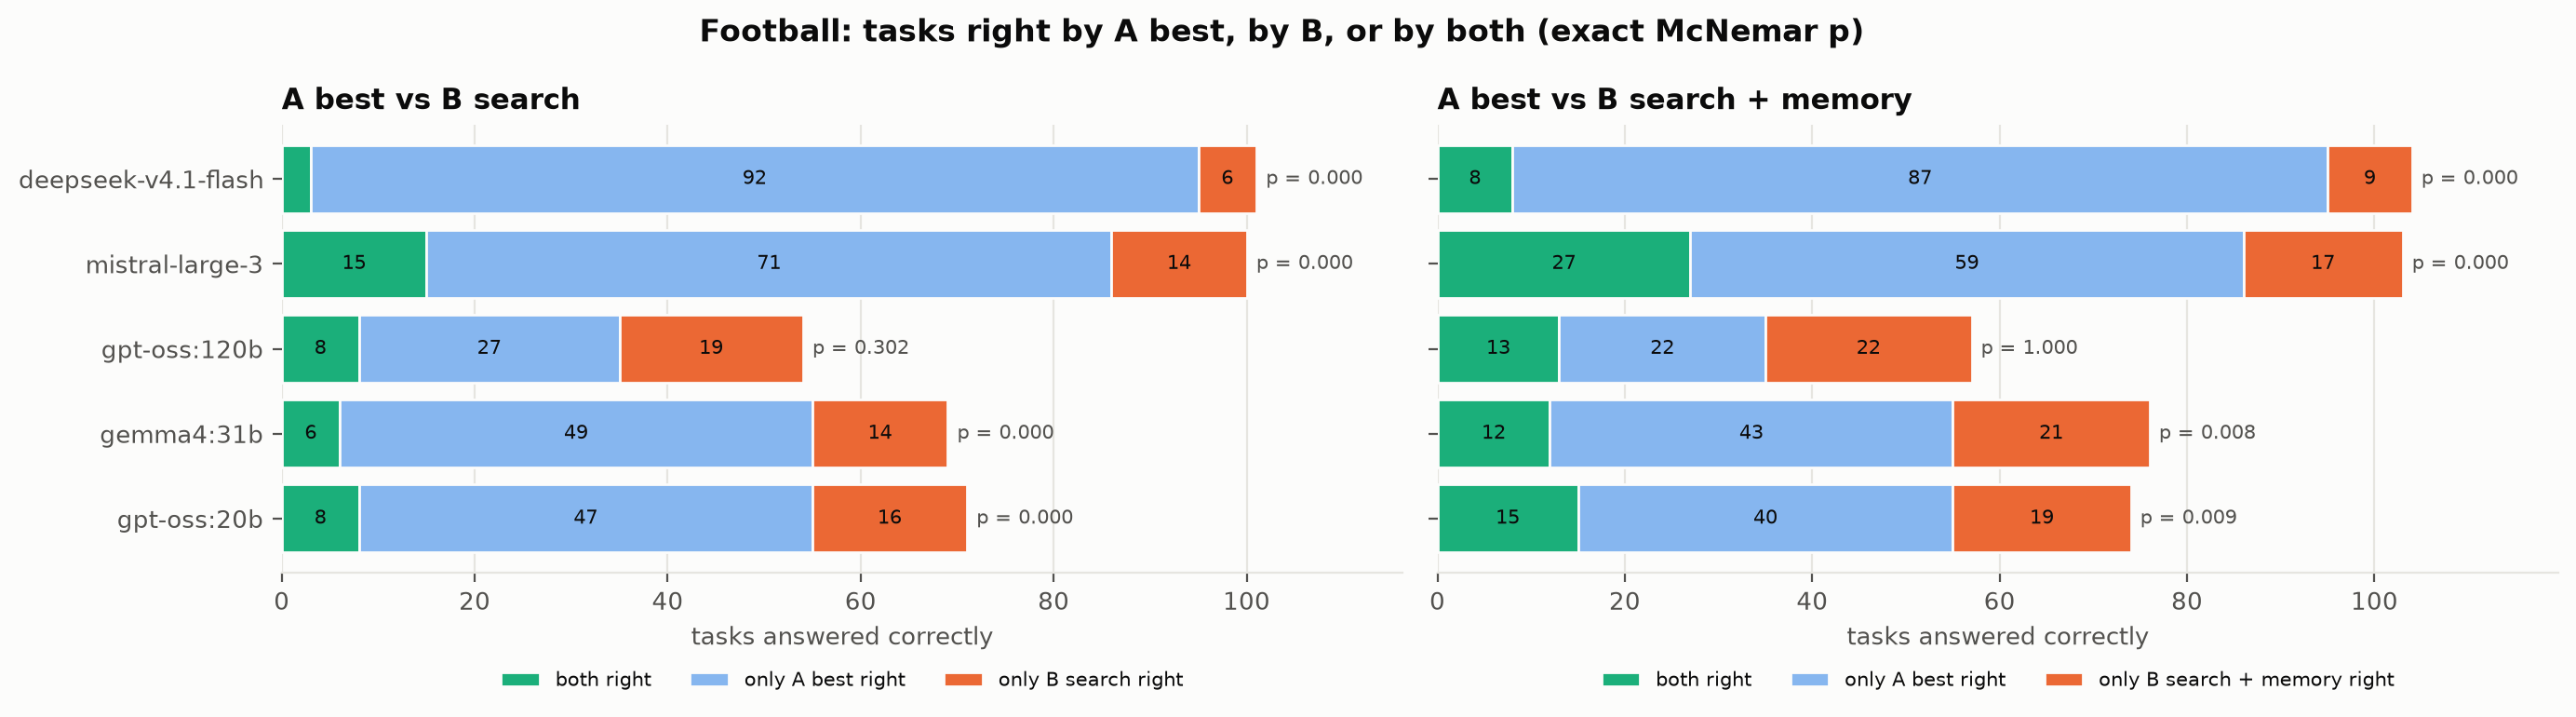 Football: tasks right by A best, by B, or by both (exact McNemar p)
A best vs B search
deepseek-v4.1-flash
92
6
p = 0.000
mistral-large-3
15
71
14
p = 0.000
gpt-oss:120b
8
27
19
p = 0.302
gemma4:31b
6
49
14
p = 0.000
gpt-oss:20b
8
47
16
p = 0.000
0 20 40 60 80 100
tasks answered correctly
both right only A best right only B search right
A best vs B search + memory
8
87
9
p = 0.000
27
59
17
p = 0.000
13
22
22
p = 1.000
12
43
21
p = 0.008
15
40
19
p = 0.009
0 20 40 60 80 100
tasks answered correctly
both right only A best right only B search + memory right